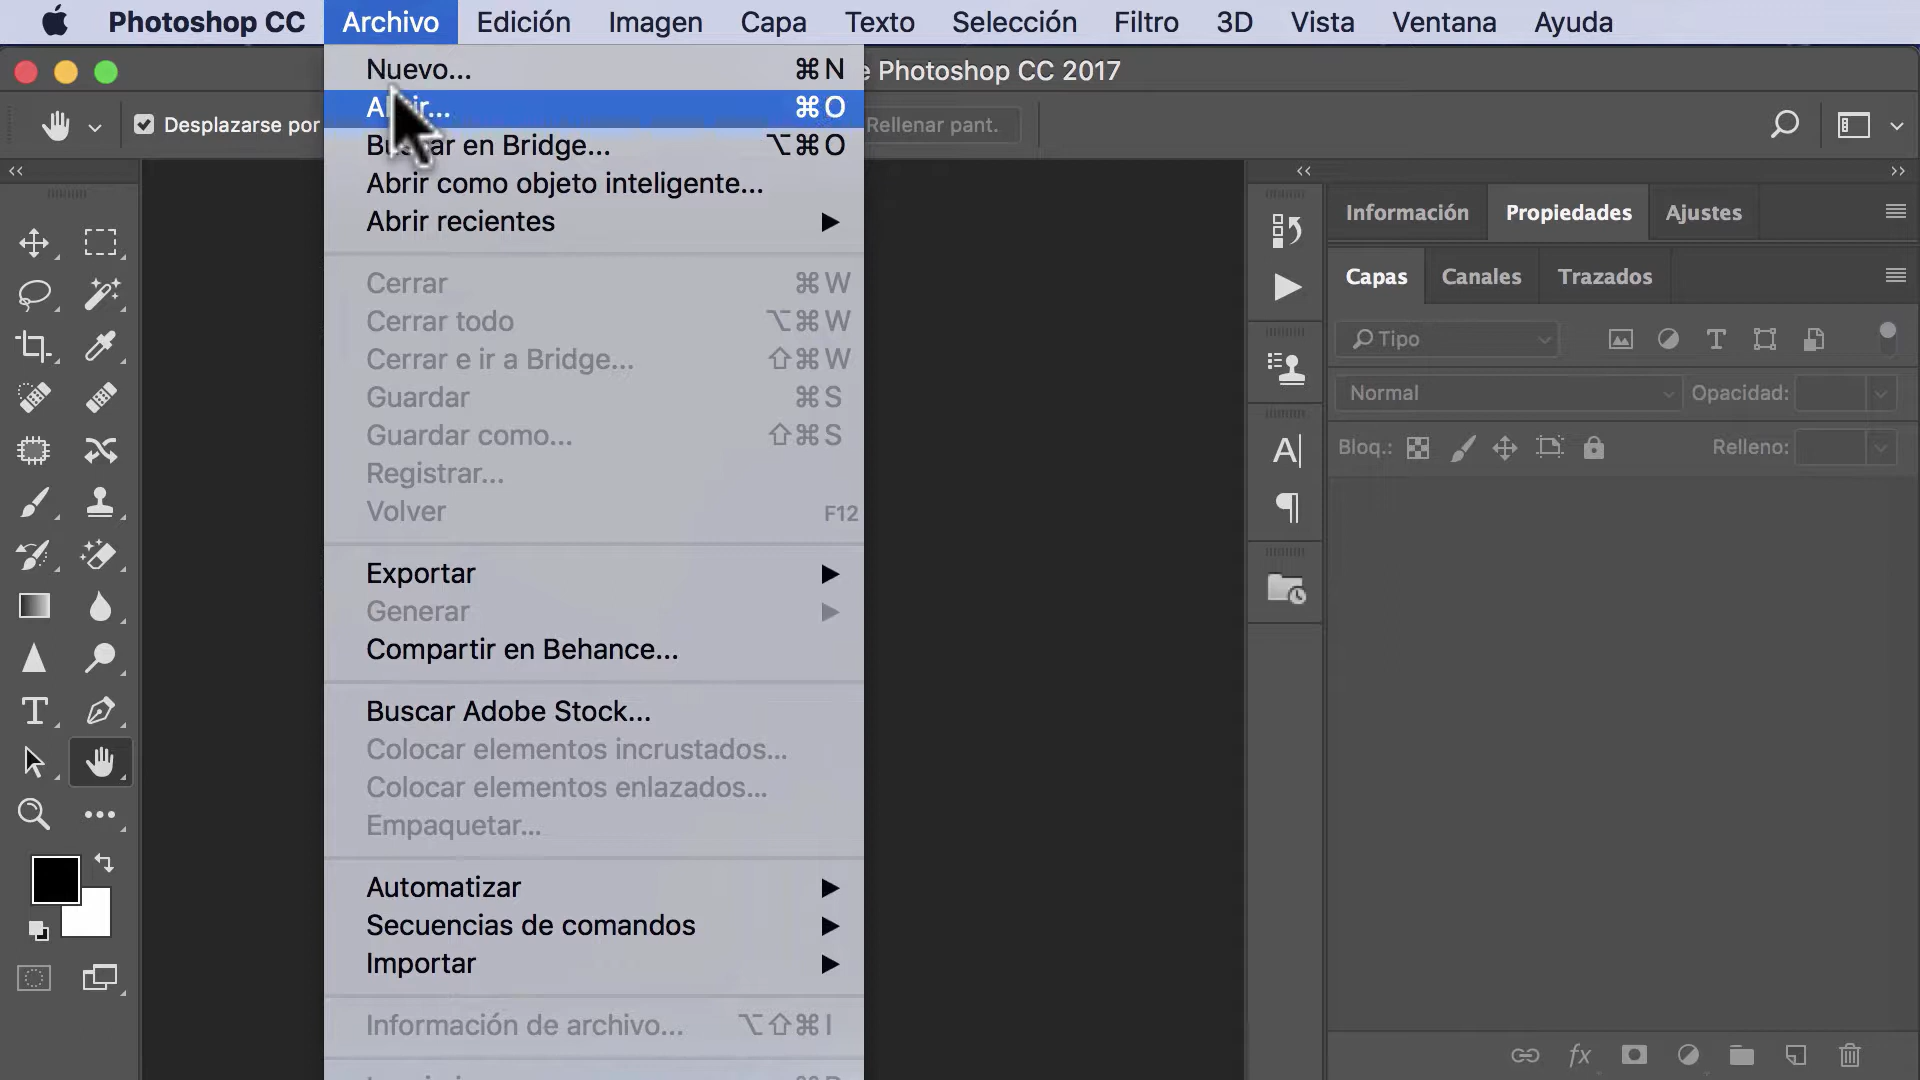 Photoshop CC Archivo Edición Imagen Capa Texto Selección Filtro 3D Vista Ventana Ayuda
Photoshop CC 2017
Desplazarse por
Rellenar pant.
Nuevo... ⌘N
⌘O
en Bridge... ⌥⌘O
Abrir como objeto inteligente...
Abrir recientes
Cerrar ⌘W
Cerrar todo ⌥⌘W
Cerrar e ir a Bridge... ⇧⌘W
Guardar ⌘S
Guardar como... ⇧⌘S
Registrar...
Volver F12
Exportar
Generar
Compartir en Behance...
Buscar Adobe Stock...
Colocar elementos incrustados...
Colocar elementos enlazados...
Empaquetar...
Automatizar
Secuencias de comandos
Importar
Información de archivo... ⌥⇧⌘I
Información Propiedades Ajustes
Capas Canales Trazados
Tipo
Normal Opacidad:
Bloq.: Relleno:
fx